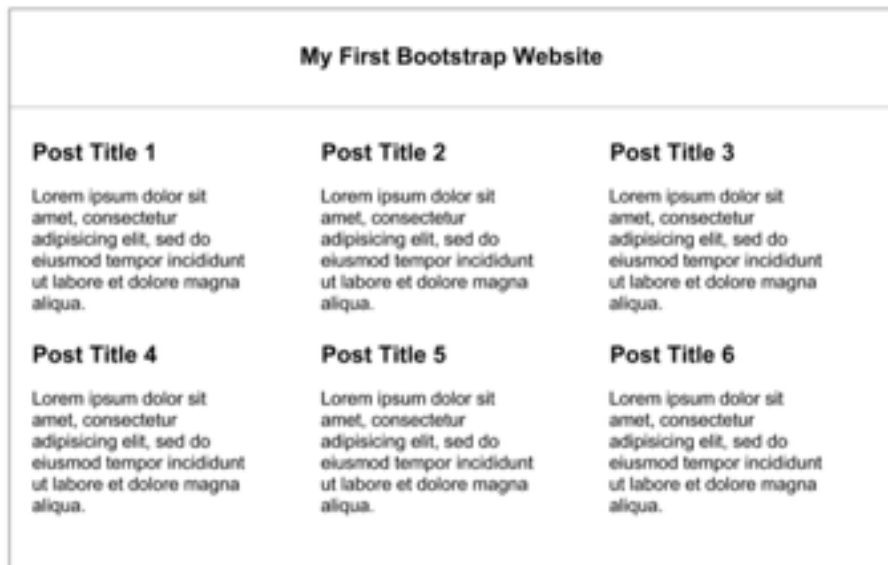 My First Bootstrap Website
Post Title 1
Lorem ipsum dolor sit
amet, consectetur
adipisicing elit, sed do
eiusmod tempor incididunt
ut labore et dolore magna
aliqua.
Post Title 2
Lorem ipsum dolor sit
amet, consectetur
adipisicing elit, sed do
eiusmod tempor incididunt
ut labore et dolore magna
aliqua.
Post Title 3
Lorem ipsum dolor sit
amet, consectetur
adipisicing elit, sed do
eiusmod tempor incididunt
ut labore et dolore magna
aliqua.
Post Title 4
Lorem ipsum dolor sit
amet, consectetur
adipisicing elit, sed do
eiusmod tempor incididunt
ut labore et dolore magna
aliqua.
Post Title 5
Lorem ipsum dolor sit
amet, consectetur
adipisicing elit, sed do
eiusmod tempor incididunt
ut labore et dolore magna
aliqua.
Post Title 6
Lorem ipsum dolor sit
amet, consectetur
adipisicing elit, sed do
eiusmod tempor incididunt
ut labore et dolore magna
aliqua.